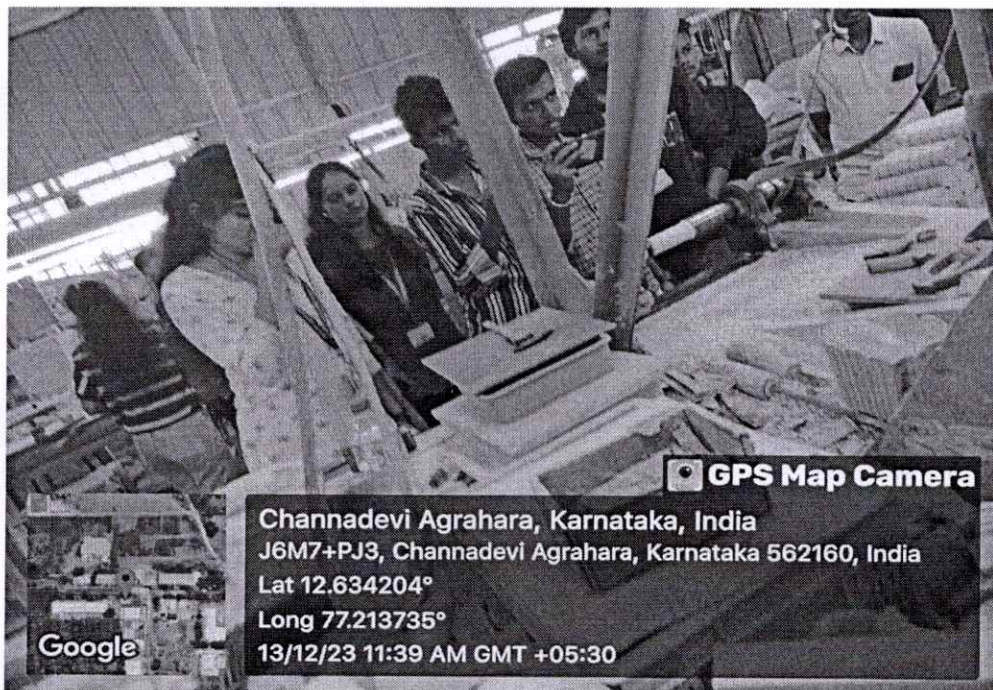 GPS Map Camera
Channadevi Agrahara, Karnataka, India
J6M7+PJ3, Channadevi Agrahara, Karnataka 562160, India
Lat 12.634204°
Long 77.213735°
13/12/23 11:39 AM GMT +05:30
Google